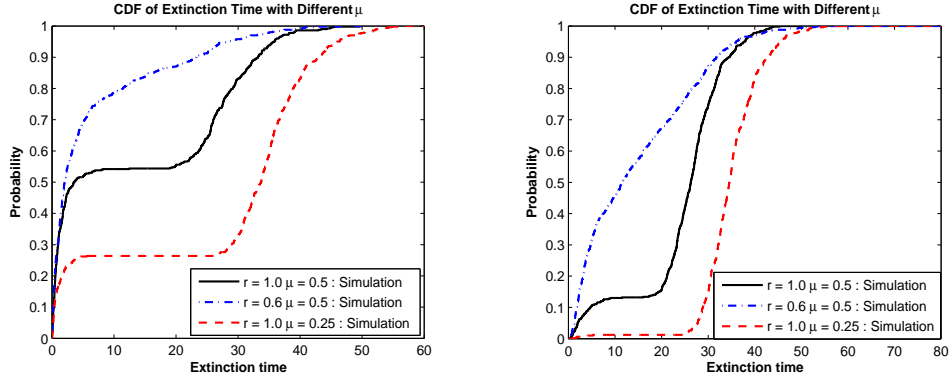 CDF of Extinction Time with Different μ
1
0.9
0.8
0.7
0.6
0.5
0.4
0.3
0.2
0.1
0
Probability
r = 1.0 μ = 0.5 : Simulation
r = 0.6 μ = 0.5 : Simulation
r = 1.0 μ = 0.25 : Simulation
0 10 20 30 40 50 60
Extinction time
CDF of Extinction Time with Different μ
1
0.9
0.8
0.7
0.6
0.5
0.4
0.3
0.2
0.1
0
Probability
r = 1.0 μ = 0.5 : Simulation
r = 0.6 μ = 0.5 : Simulation
r = 1.0 μ = 0.25 : Simulation
0 10 20 30 40 50 60 70 80
Extinction time